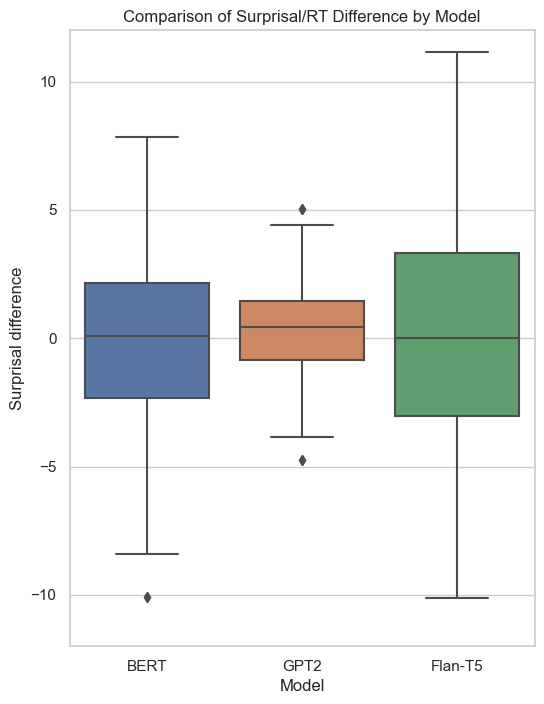 Comparison of Surprisal/RT Difference by Model
10
5
0
−5
−10
Surprisal difference
BERT GPT2 Flan-T5
Model